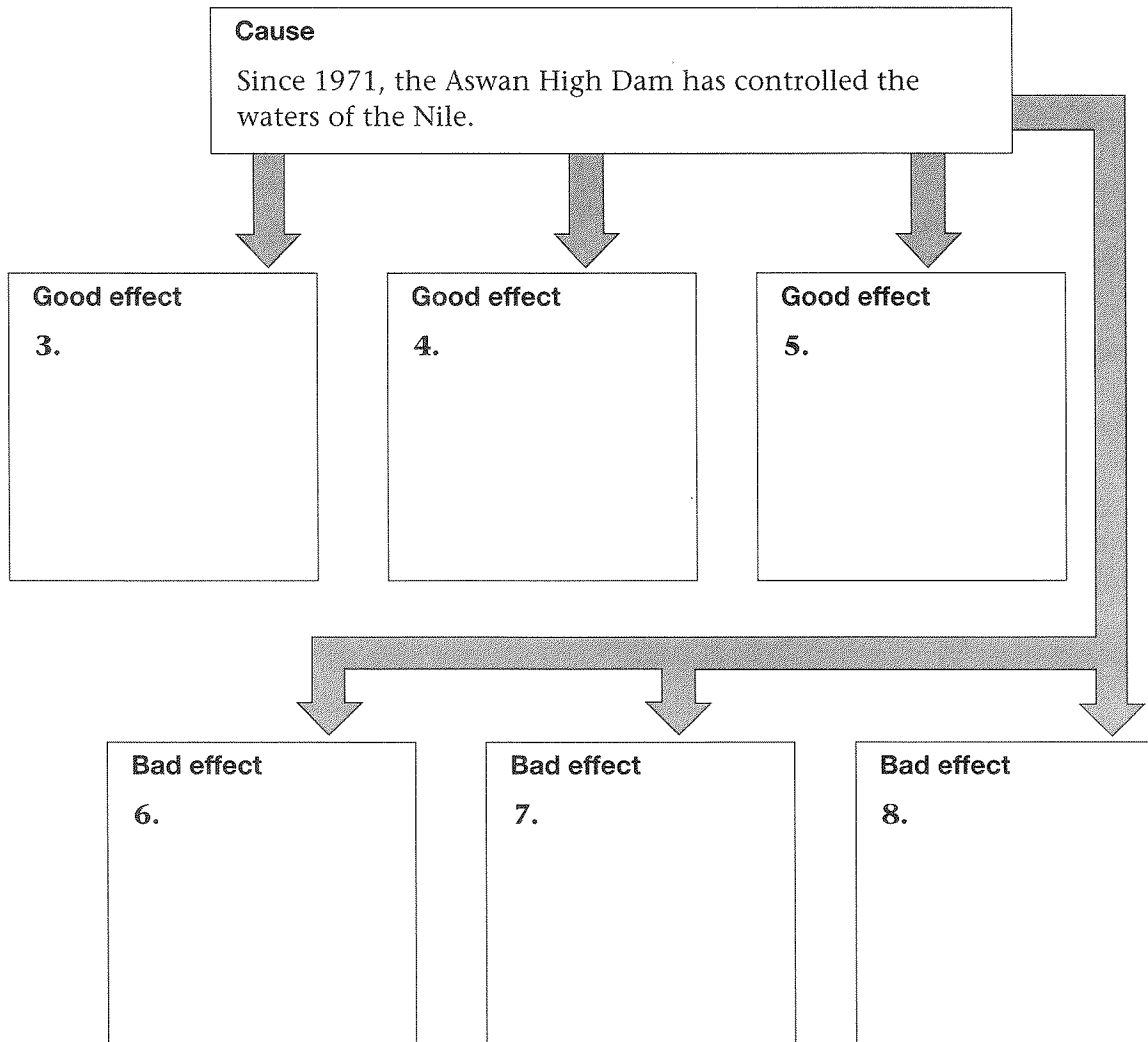 Cause
Since 1971, the Aswan High Dam has controlled the
waters of the Nile.
Good effect
3.
Good effect
4.
Good effect
5.
Bad effect
6.
Bad effect
7.
Bad effect
8.